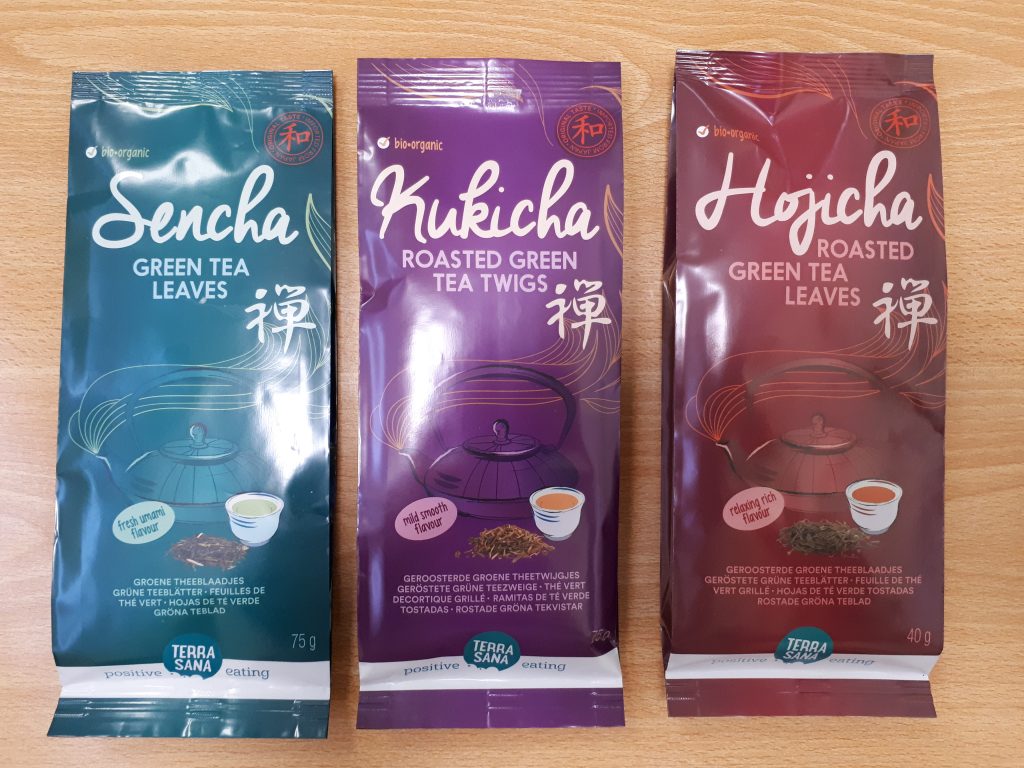 bio•organic
和
Sencha
GREEN TEA
LEAVES
禅
fresh umami
flavour
GROENE THEEBLAADJES
GRÜNE TEEBLÄTTER • FEUILLES DE
THÉ VERT • HOJAS DE TÉ VERDE
GRÖNA TEBLAD
75 g
TERRA
SANA
positive eating
bio•organic
ORIGINAL TASTE • IMPORTED FROM JAPAN
和
Kukicha
ROASTED GREEN
TEA TWIGS
禅
mild smooth
flavour
GEROOSTERDE GROENE THEETWIJGJES
GERÖSTETE GRÜNE TEEZWEIGE • THÉ VERT
DECORTIQUE GRILLÉ • RAMITAS DE TÉ VERDE
TOSTADAS • ROSTADE GRÖNA TEKVISTAR
TERRA
SANA
positive eating
bio•organic
和
Hojicha
ROASTED
GREEN TEA
LEAVES
禅
relaxing rich
flavour
GEROOSTERDE GROENE THEEBLAADJES
GERÖSTETE GRÜNE TEEBLÄTTER • FEUILLE DE THÉ
VERT GRILLÉ • HOJAS DE TÉ VERDE TOSTADAS
ROSTADE GRÖNA TEBLAD
40 g
TERRA
SANA
positive eating